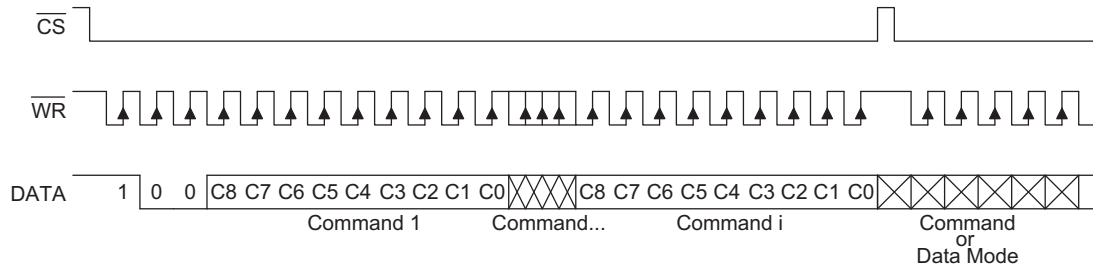 CS
WR
DATA 1 0 0 C8 C7 C6 C5 C4 C3 C2 C1 C0 C8 C7 C6 C5 C4 C3 C2 C1 C0
Command 1 Command... Command i Command
or
Data Mode